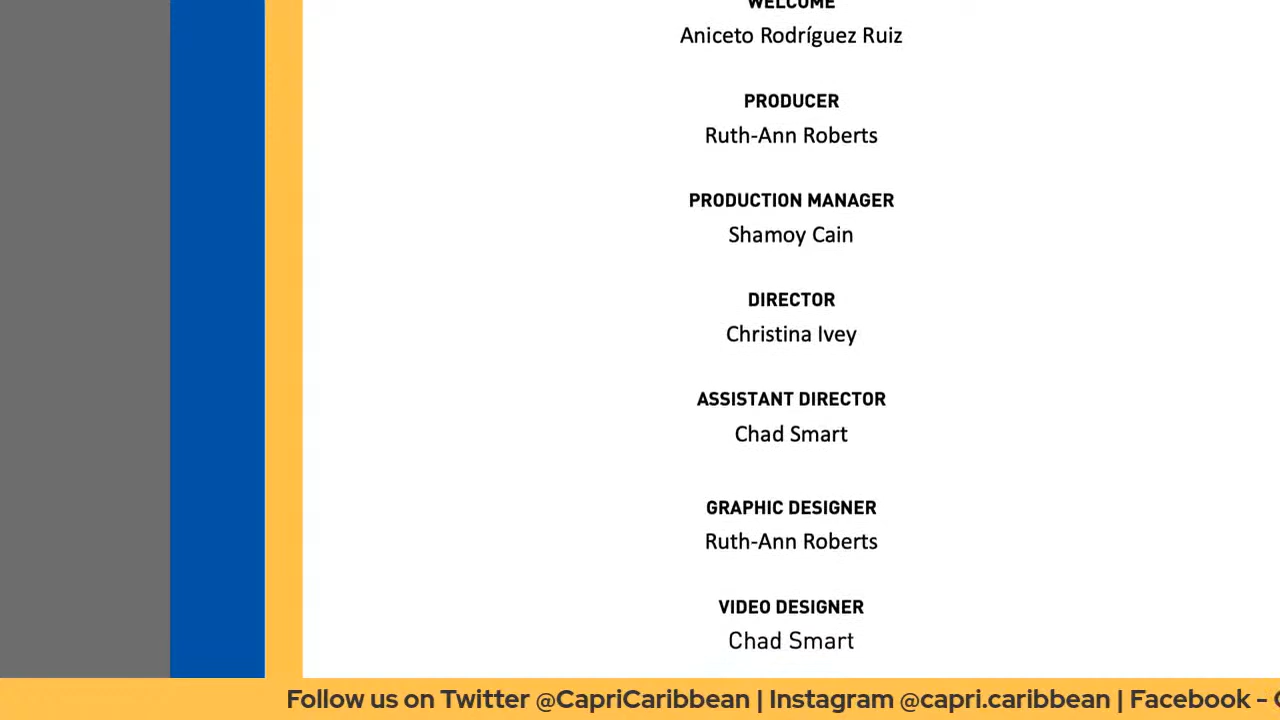 WELCOME
Aniceto Rodríguez Ruiz
PRODUCER
Ruth-Ann Roberts
PRODUCTION MANAGER
Shamoy Cain
DIRECTOR
Christina Ivey
ASSISTANT DIRECTOR
Chad Smart
GRAPHIC DESIGNER
Ruth-Ann Roberts
VIDEO DESIGNER
Chad Smart
Follow us on Twitter @CapriCaribbean | Instagram @capri.caribbean | Facebook -